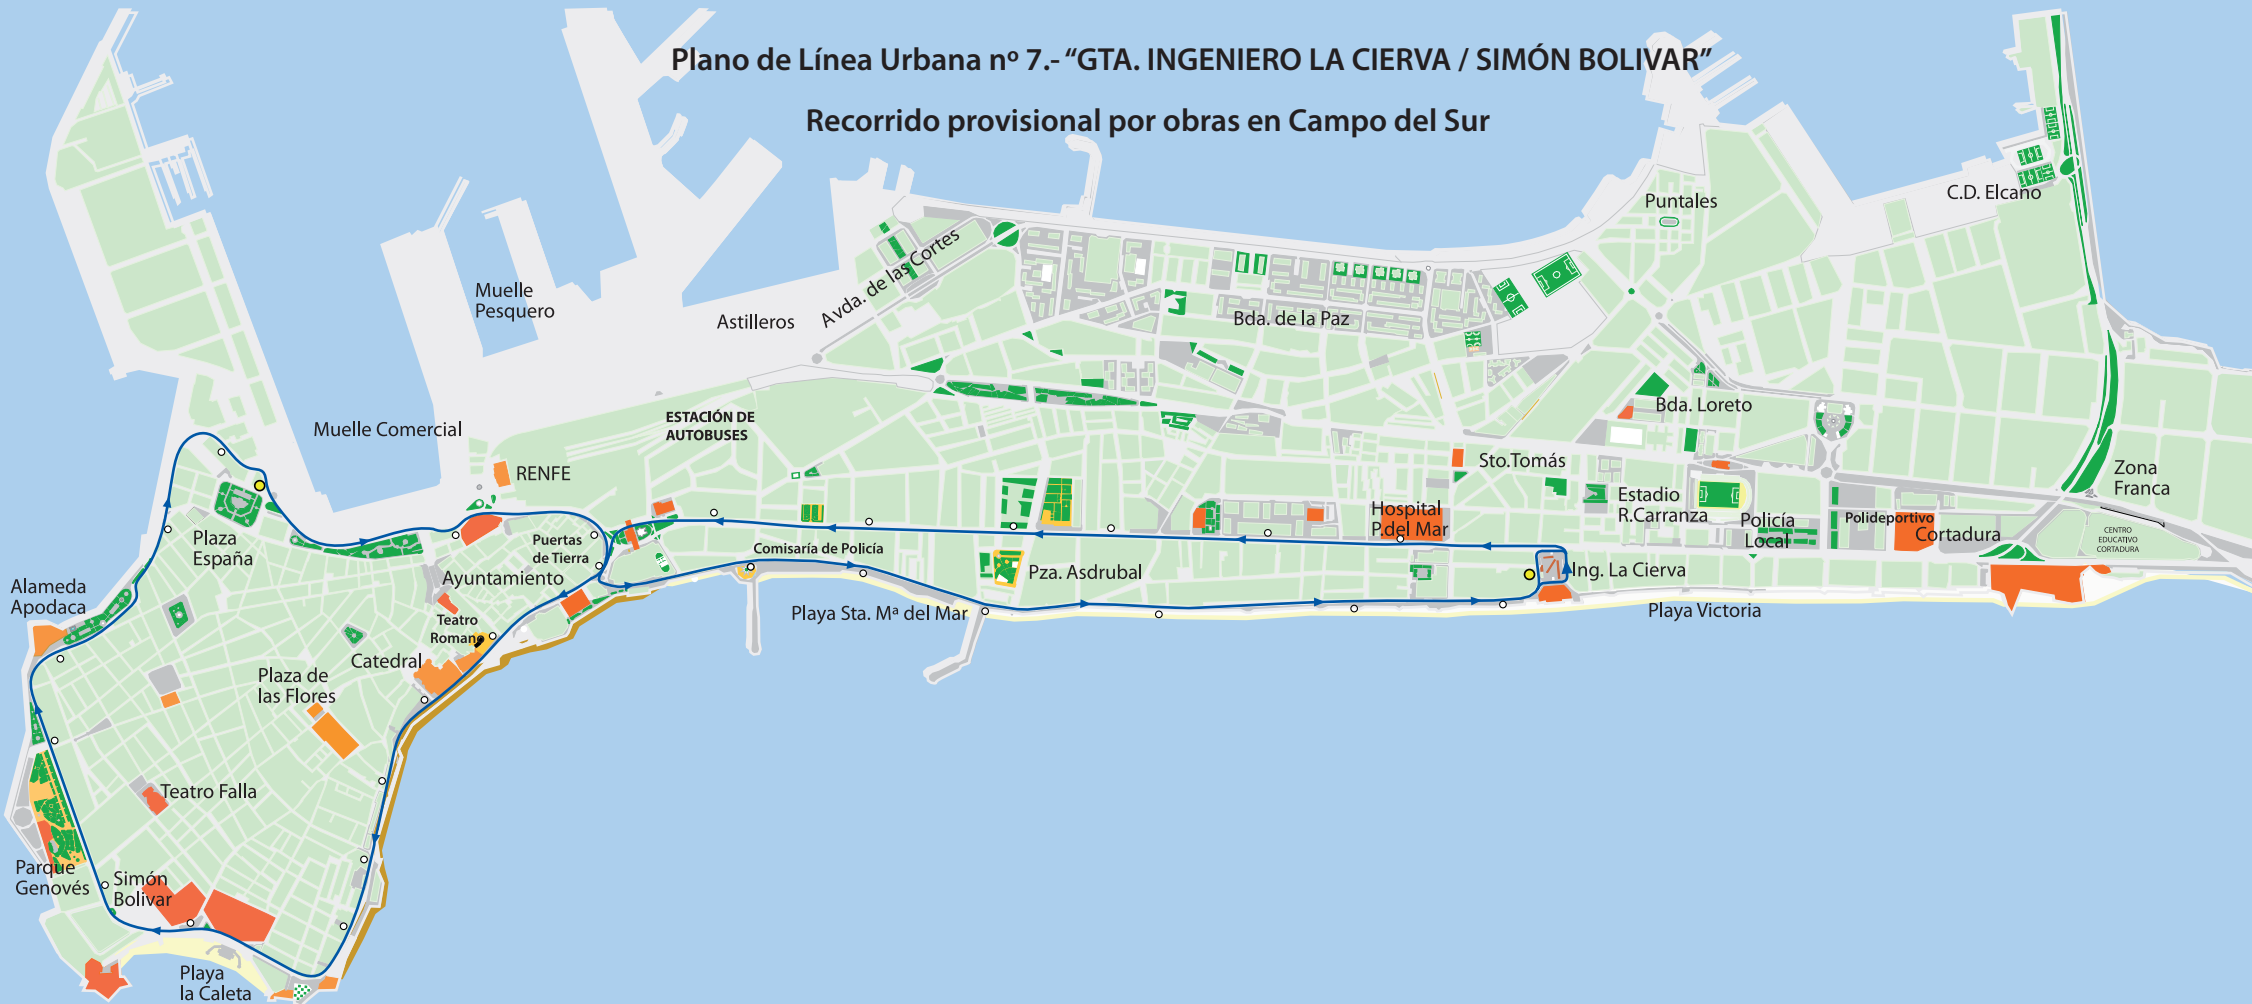 Plano de Línea Urbana nº 7.- “GTA. INGENIERO LA CIERVA / SIMÓN BOLIVAR”
Recorrido provisional por obras en Campo del Sur
Puntales
C.D. Elcano
Avda. de las Cortes
Muelle
Pesquero
Astilleros
Bda. de la Paz
Bda. Loreto
ESTACIÓN DE
AUTOBUSES
Muelle Comercial
RENFE
Sto.Tomás
Zona
Franca
Estadio
R.Carranza
Hospital
P.del Mar
Policía
Local
Polideportivo
Cortadura
CENTRO
EDUCATIVO
CORTADURA
Plaza
España
Puertas
de Tierra
Comisaría de Policía
Ayuntamiento
Pza. Asdrubal
Ing. La Cierva
Alameda
Apodaca
Teatro
Romano
Playa Sta. Mª del Mar
Playa Victoria
Catedral
Plaza de
las Flores
Teatro Falla
Parque
Genovés
Simón
Bolivar
Playa
la Caleta